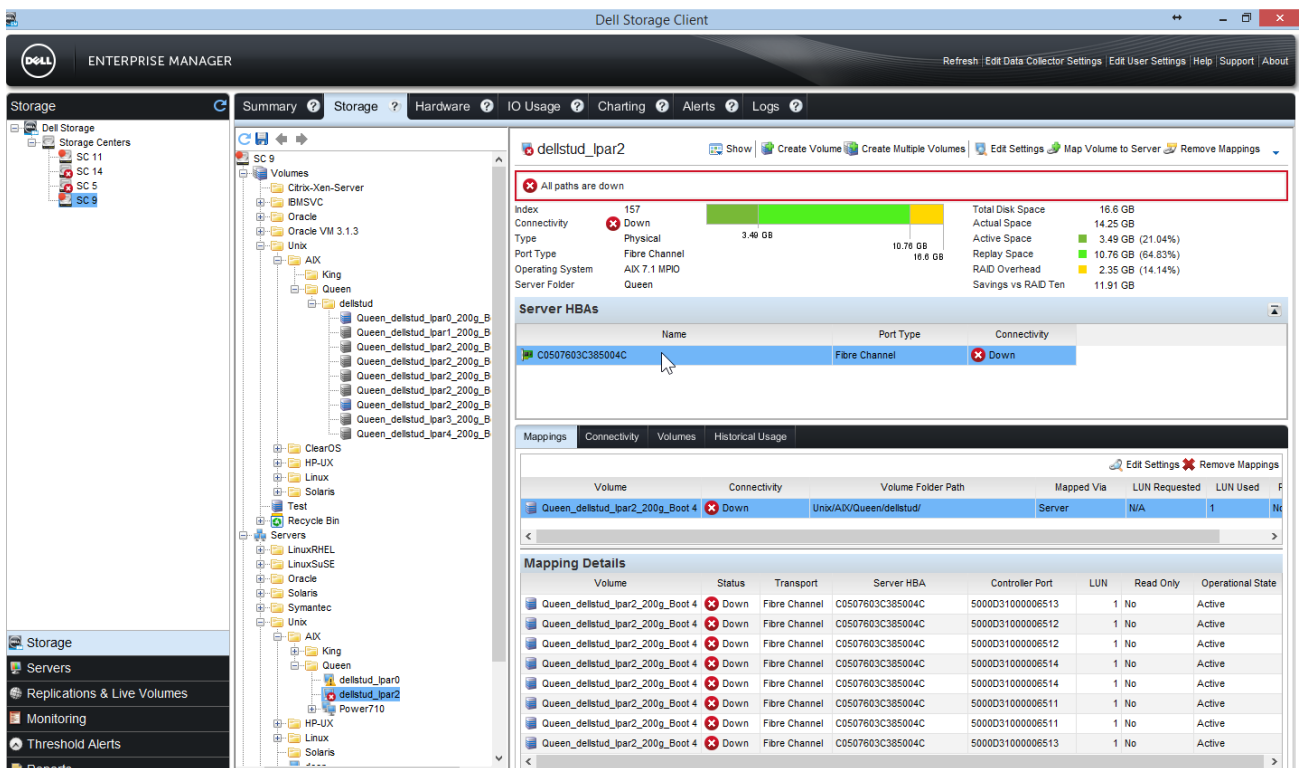 Dell Storage Client
DELL
ENTERPRISE MANAGER
Refresh | Edit Data Collector Settings | Edit User Settings | Help | Support | About
Storage
Dell Storage
Storage Centers
SC 11
SC 14
SC 5
SC 9
Storage
Servers
Replications & Live Volumes
Monitoring
Threshold Alerts
Reports
Summary ? Storage ? Hardware ? IO Usage ? Charting ? Alerts ? Logs ?
SC 9
Volumes
Citrix-Xen-Server
IBMSVC
Oracle
Oracle VM 3.1.3
Unix
AIX
King
Queen
dellstud
Queen_dellstud_lpar0_200g_B
Queen_dellstud_lpar1_200g_B
Queen_dellstud_lpar2_200g_B
Queen_dellstud_lpar2_200g_B
Queen_dellstud_lpar2_200g_B
Queen_dellstud_lpar2_200g_B
Queen_dellstud_lpar2_200g_B
Queen_dellstud_lpar3_200g_B
Queen_dellstud_lpar4_200g_B
ClearOS
HP-UX
Linux
Solaris
Test
Recycle Bin
Servers
LinuxRHEL
LinuxSuSE
Oracle
Solaris
Symantec
Unix
AIX
King
Queen
dellstud_lpar0
dellstud_lpar2
Power710
HP-UX
Linux
Solaris
dellstud_lpar2
Show | Create Volume Create Multiple Volumes | Edit Settings Map Volume to Server Remove Mappings
All paths are down
Index 157
Connectivity Down
Type Physical
Port Type Fibre Channel
Operating System AIX 7.1 MPIO
Server Folder Queen
3.49 GB
10.76 GB
16.6 GB
Total Disk Space 16.6 GB
Actual Space 14.25 GB
Active Space 3.49 GB (21.04%)
Replay Space 10.76 GB (64.83%)
RAID Overhead 2.35 GB (14.14%)
Savings vs RAID Ten 11.91 GB
Server HBAs
Name Port Type Connectivity
C0507603C385004C Fibre Channel Down
Mappings Connectivity Volumes Historical Usage
Edit Settings Remove Mappings
Volume Connectivity Volume Folder Path Mapped Via LUN Requested LUN Used
Queen_dellstud_lpar2_200g_Boot 4 Down Unix/AIX/Queen/dellstud/ Server N/A 1 No
Mapping Details
Volume Status Transport Server HBA Controller Port LUN Read Only Operational State
Queen_dellstud_lpar2_200g_Boot 4 Down Fibre Channel C0507603C385004C 5000D31000006513 1 No Active
Queen_dellstud_lpar2_200g_Boot 4 Down Fibre Channel C0507603C385004C 5000D31000006512 1 No Active
Queen_dellstud_lpar2_200g_Boot 4 Down Fibre Channel C0507603C385004C 5000D31000006512 1 No Active
Queen_dellstud_lpar2_200g_Boot 4 Down Fibre Channel C0507603C385004C 5000D31000006514 1 No Active
Queen_dellstud_lpar2_200g_Boot 4 Down Fibre Channel C0507603C385004C 5000D31000006514 1 No Active
Queen_dellstud_lpar2_200g_Boot 4 Down Fibre Channel C0507603C385004C 5000D31000006511 1 No Active
Queen_dellstud_lpar2_200g_Boot 4 Down Fibre Channel C0507603C385004C 5000D31000006511 1 No Active
Queen_dellstud_lpar2_200g_Boot 4 Down Fibre Channel C0507603C385004C 5000D31000006513 1 No Active